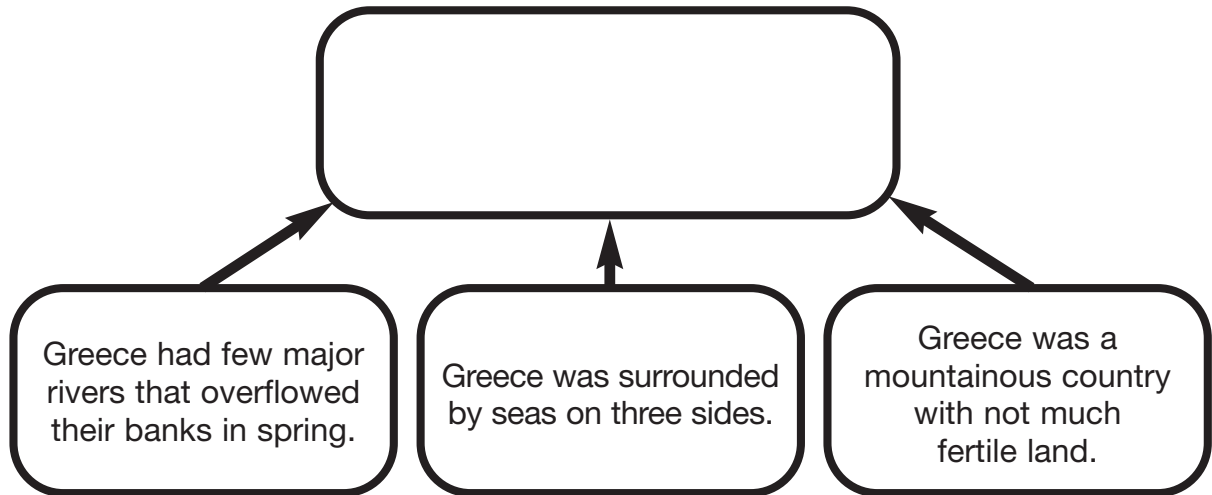 Greece had few major
rivers that overflowed
their banks in spring.
Greece was surrounded
by seas on three sides.
Greece was a
mountainous country
with not much
fertile land.